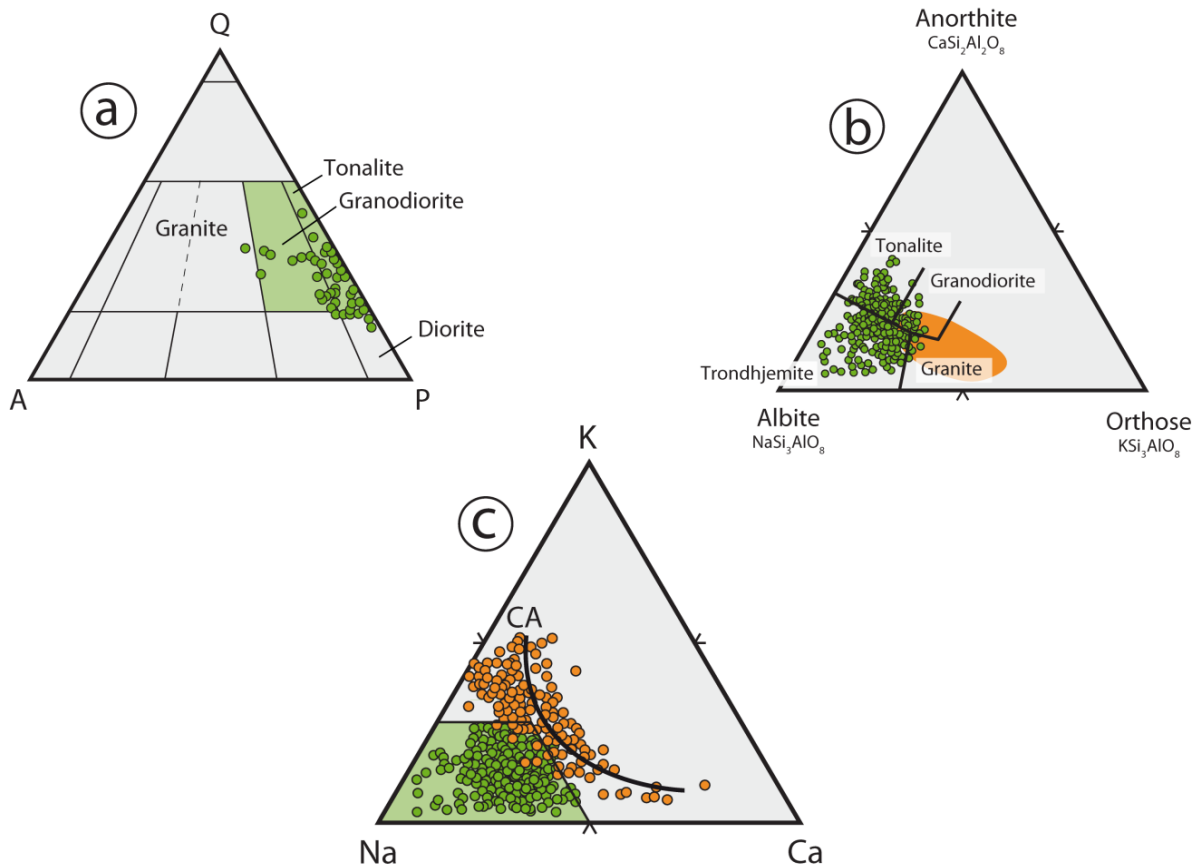 Q
a
Tonalite
Granodiorite
Granite
Diorite
A
P
Anorthite
CaSi₂Al₂O₈
b
Tonalite
Granodiorite
Trondhjemite
Granite
Albite
NaSi₃AlO₈
Orthose
KSi₃AlO₈
K
c
CA
Na
Ca